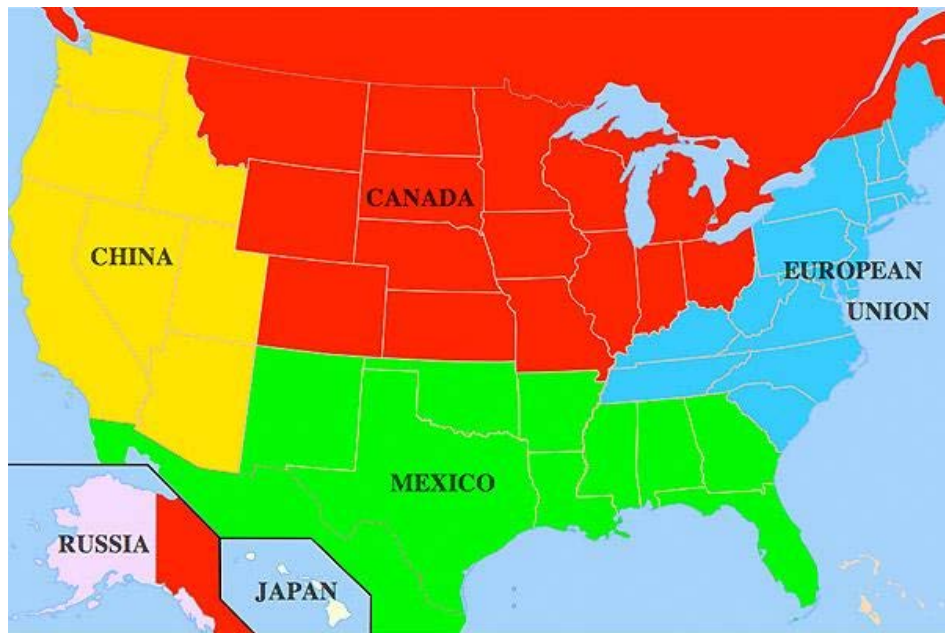 CANADA
CHINA
EUROPEAN
UNION
MEXICO
RUSSIA
JAPAN